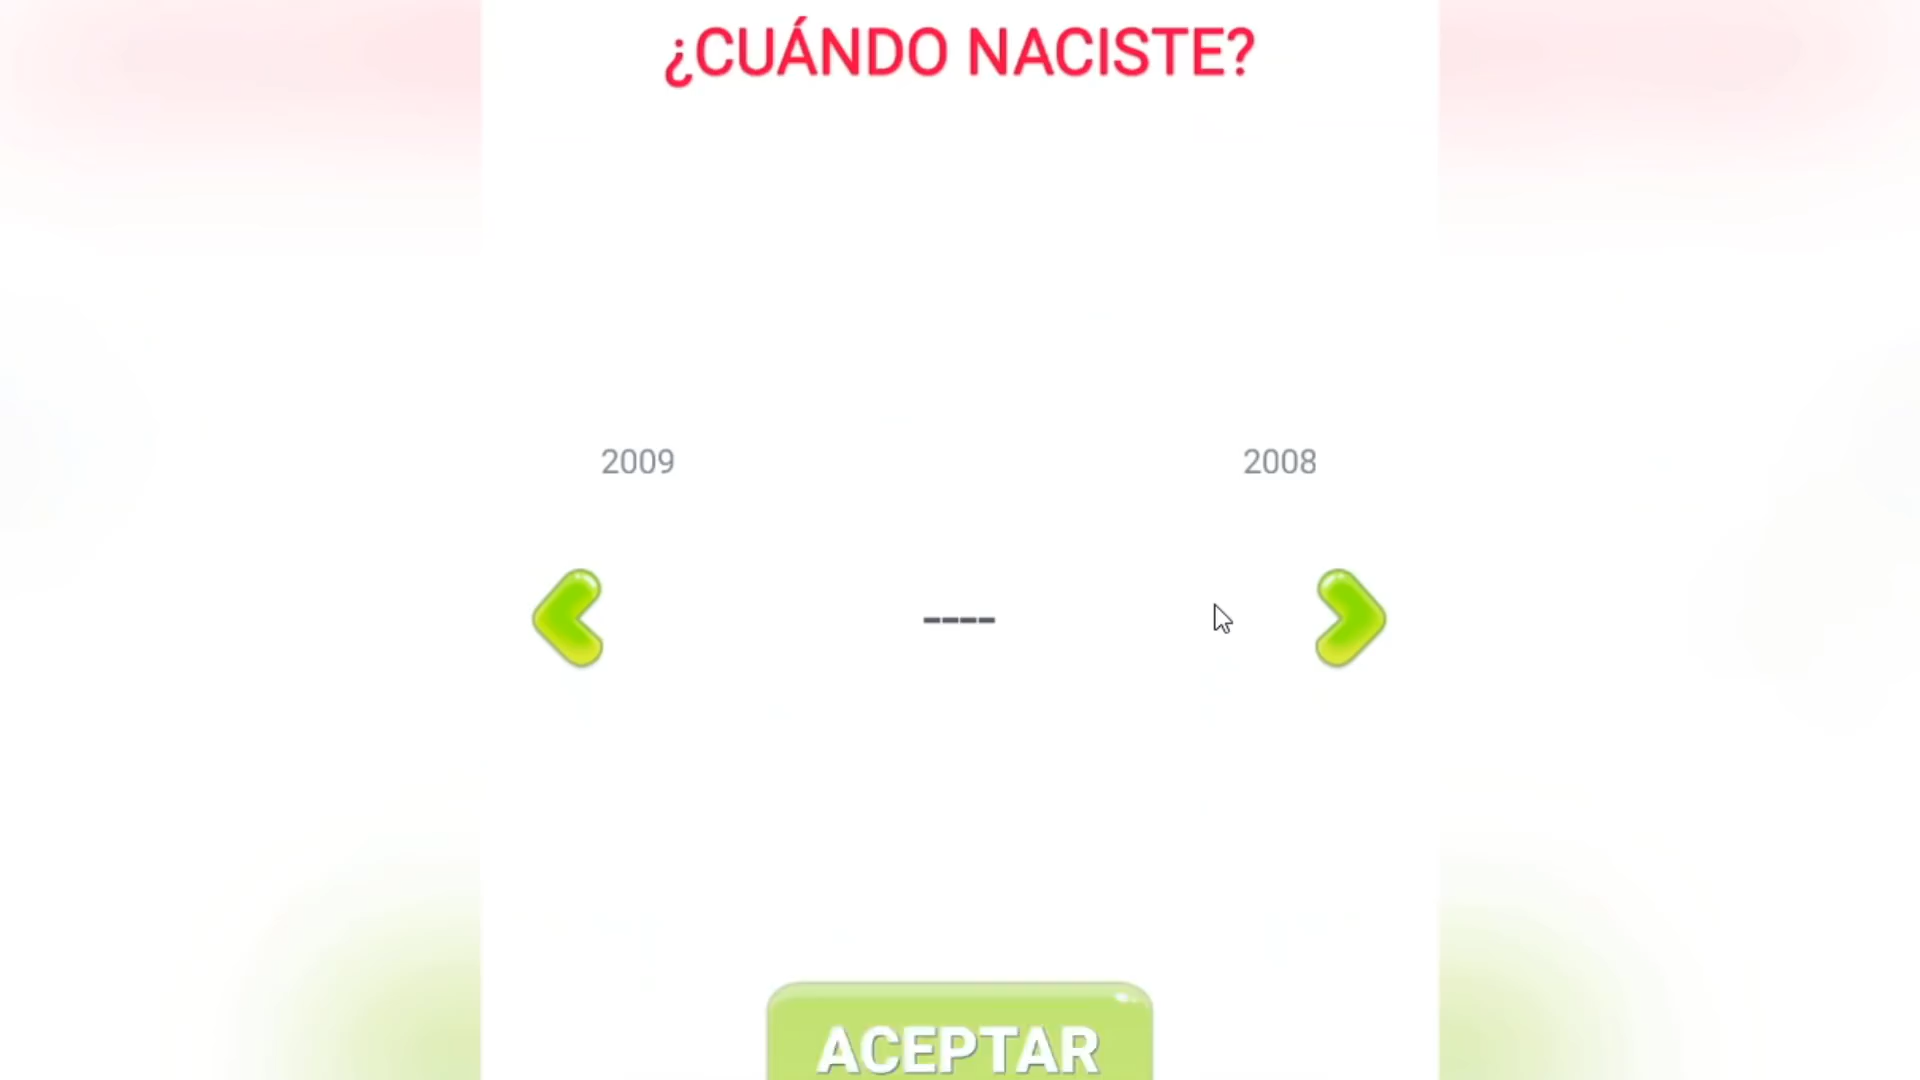 ¿CUÁNDO NACISTE?
2009 2008
----
ACEPTAR